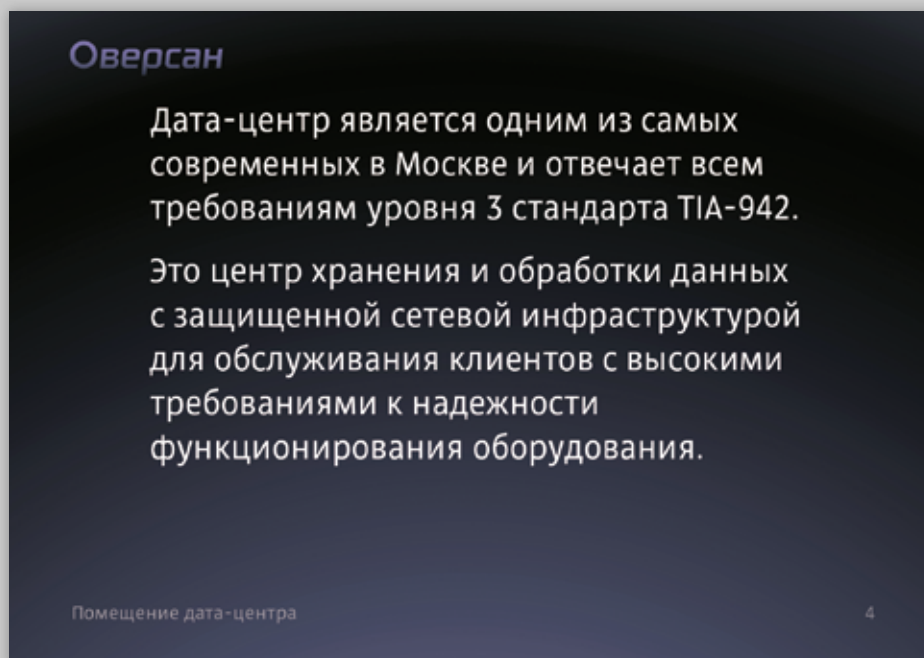 Оверсан
Дата-центр является одним из самых
современных в Москве и отвечает всем
требованиям уровня 3 стандарта TIA-942.
Это центр хранения и обработки данных
с защищенной сетевой инфраструктурой
для обслуживания клиентов с высокими
требованиями к надежности
функционирования оборудования.
Помещение дата-центра
4